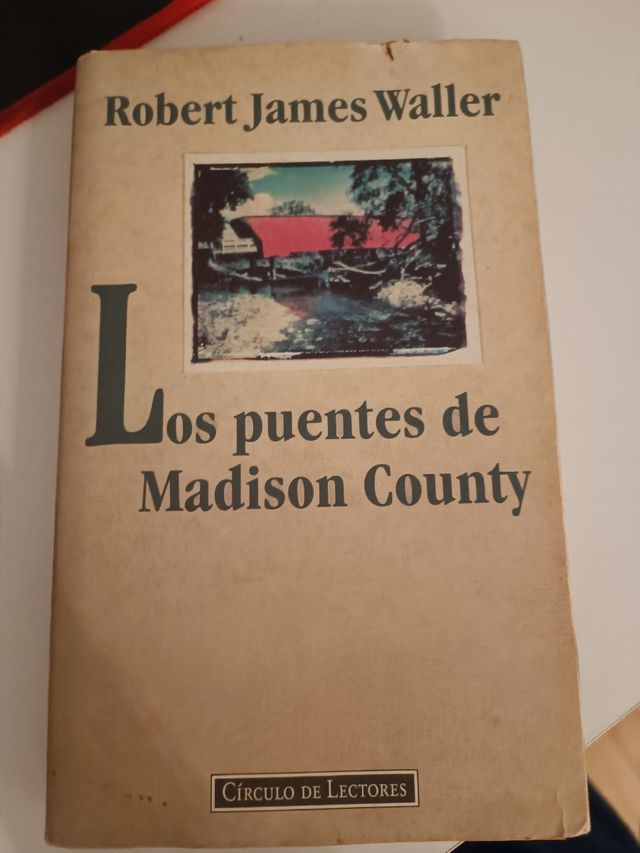 Robert James Waller
Los puentes de
Madison County
CÍRCULO DE LECTORES